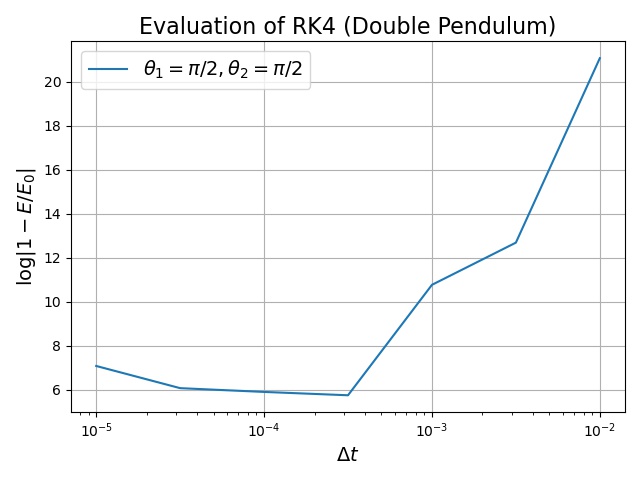 Evaluation of RK4 (Double Pendulum)
θ₁ = π/2, θ₂ = π/2
log|1 − E/E₀|
20
18
16
14
12
10
8
6
10⁻⁵ 10⁻⁴ 10⁻³ 10⁻²
Δt